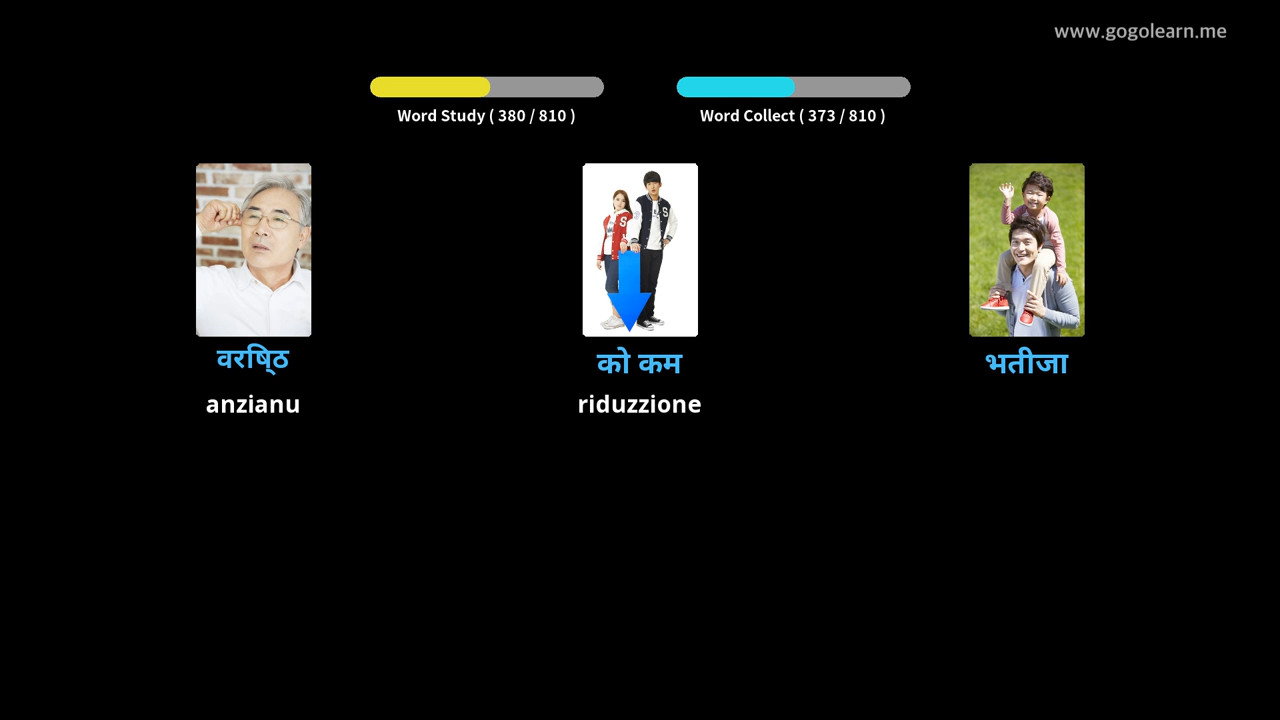 www.gogolearn.me
Word Study ( 380 / 810 )
Word Collect ( 373 / 810 )
वरिष्ठ
को कम
भतीजा
anzianu
riduzzione